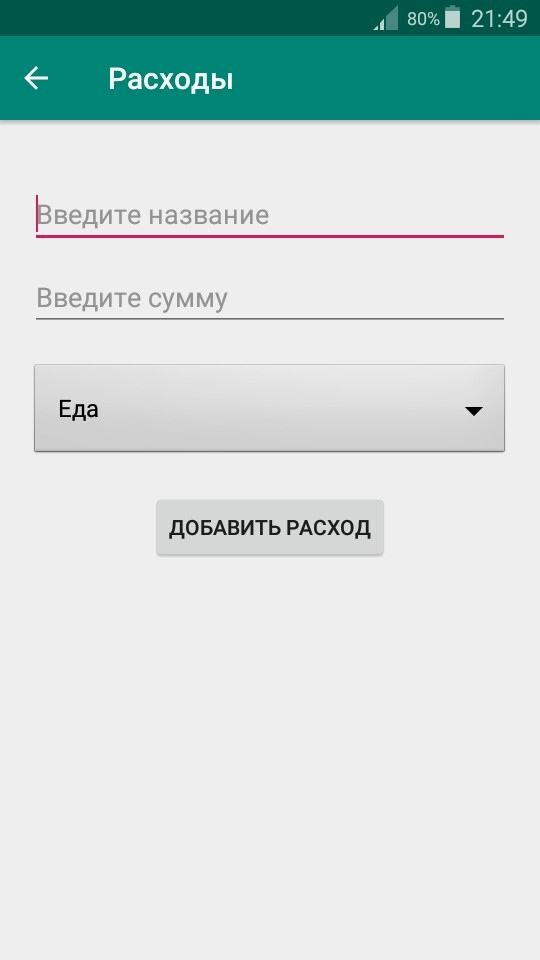 80% 21:49
Расходы
Введите название
Введите сумму
Еда
ДОБАВИТЬ РАСХОД